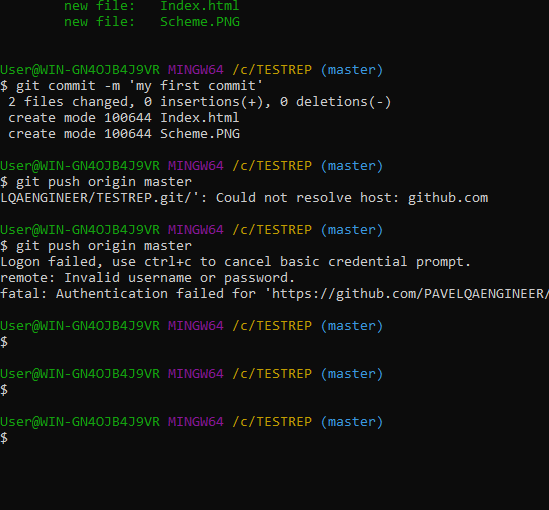 new file:   Index.html
new file:   Scheme.PNG
User@WIN-GN4OJB4J9VR MINGW64 /c/TESTREP (master)
$ git commit -m 'my first commit'
2 files changed, 0 insertions(+), 0 deletions(-)
create mode 100644 Index.html
create mode 100644 Scheme.PNG
User@WIN-GN4OJB4J9VR MINGW64 /c/TESTREP (master)
$ git push origin master
LQAENGINEER/TESTREP.git/': Could not resolve host: github.com
User@WIN-GN4OJB4J9VR MINGW64 /c/TESTREP (master)
$ git push origin master
Logon failed, use ctrl+c to cancel basic credential prompt.
remote: Invalid username or password.
fatal: Authentication failed for 'https://github.com/PAVELQAENGINEER/
User@WIN-GN4OJB4J9VR MINGW64 /c/TESTREP (master)
$
User@WIN-GN4OJB4J9VR MINGW64 /c/TESTREP (master)
$
User@WIN-GN4OJB4J9VR MINGW64 /c/TESTREP (master)
$